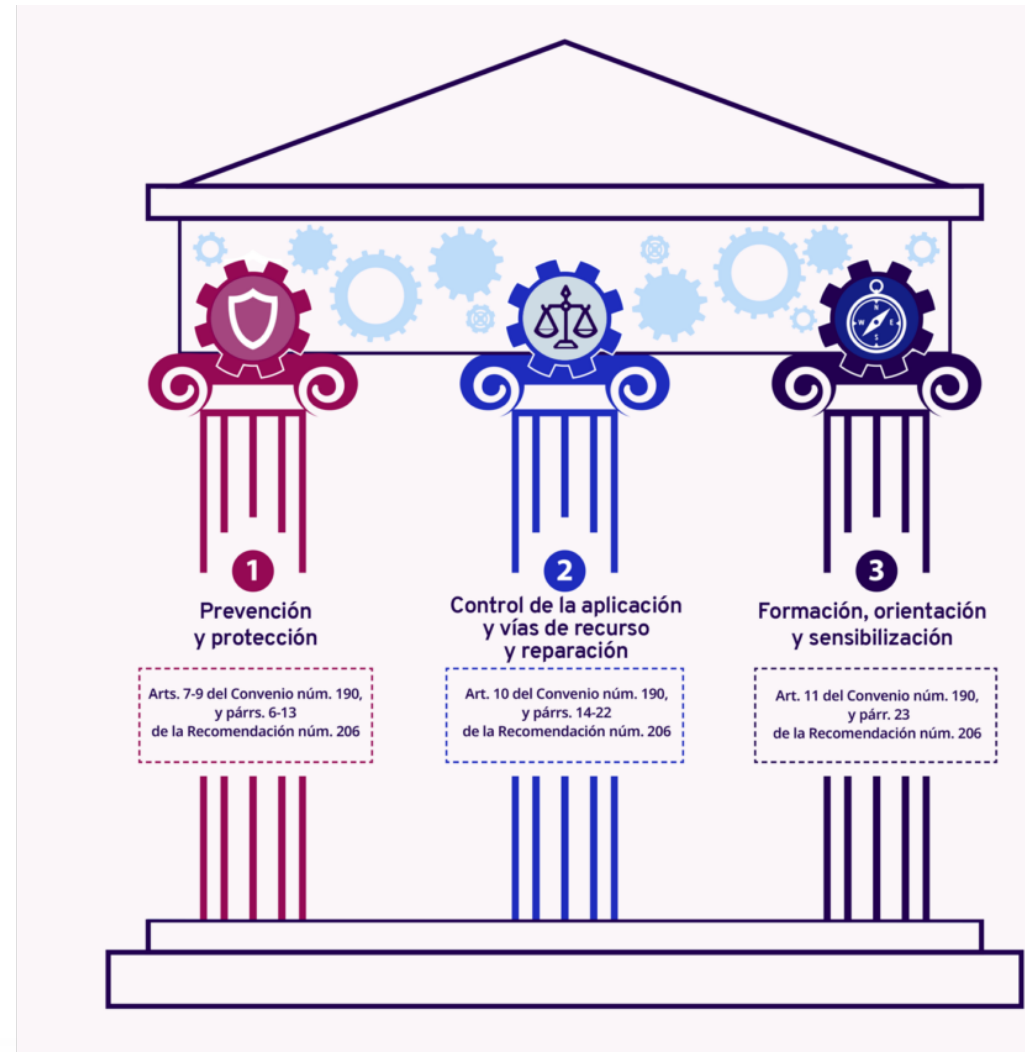 N
W
E
S
1
Prevención
y protección
Arts. 7-9 del Convenio núm. 190,
y párrs. 6-13
de la Recomendación núm. 206
2
Control de la aplicación
y vías de recurso
y reparación
Art. 10 del Convenio núm. 190,
y párrs. 14-22
de la Recomendación núm. 206
3
Formación, orientación
y sensibilización
Art. 11 del Convenio núm. 190,
y párr. 23
de la Recomendación núm. 206